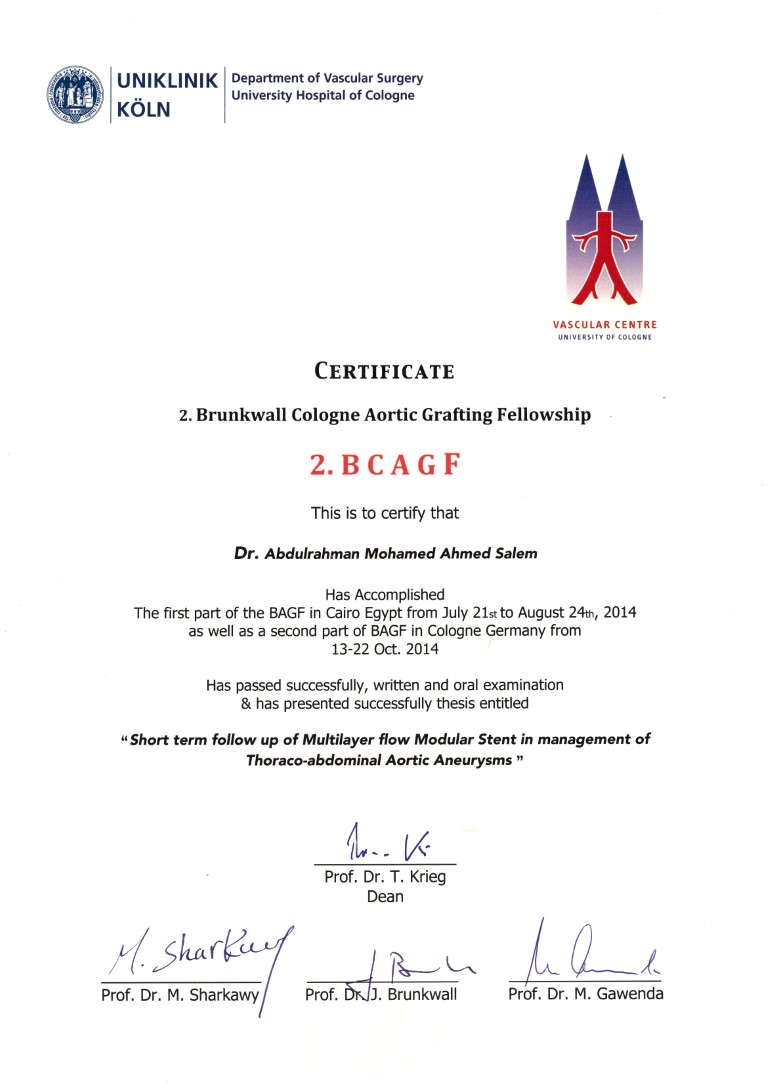 UNIKLINIK
KÖLN
Department of Vascular Surgery
University Hospital of Cologne
VASCULAR CENTRE
UNIVERSITY OF COLOGNE
CERTIFICATE
2. Brunkwall Cologne Aortic Grafting Fellowship
2. B C A G F
This is to certify that
Dr. Abdulrahman Mohamed Ahmed Salem
Has Accomplished
The first part of the BAGF in Cairo Egypt from July 21st to August 24th, 2014
as well as a second part of BAGF in Cologne Germany from
13-22 Oct. 2014
Has passed successfully, written and oral examination
& has presented successfully thesis entitled
“Short term follow up of Multilayer flow Modular Stent in management of
Thoraco-abdominal Aortic Aneurysms ”
Prof. Dr. T. Krieg
Dean
M. Sharkawy
Prof. Dr. M. Sharkawy
Prof. Dr. J. Brunkwall
Prof. Dr. M. Gawenda